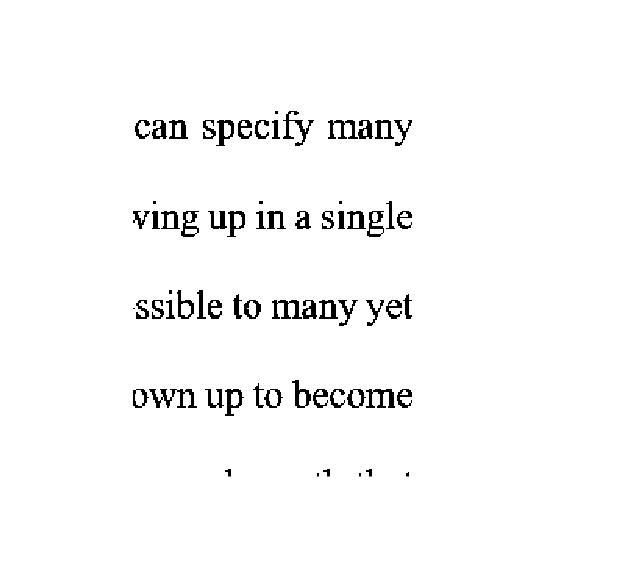 can specify many
ving up in a single
ssible to many yet
own up to become